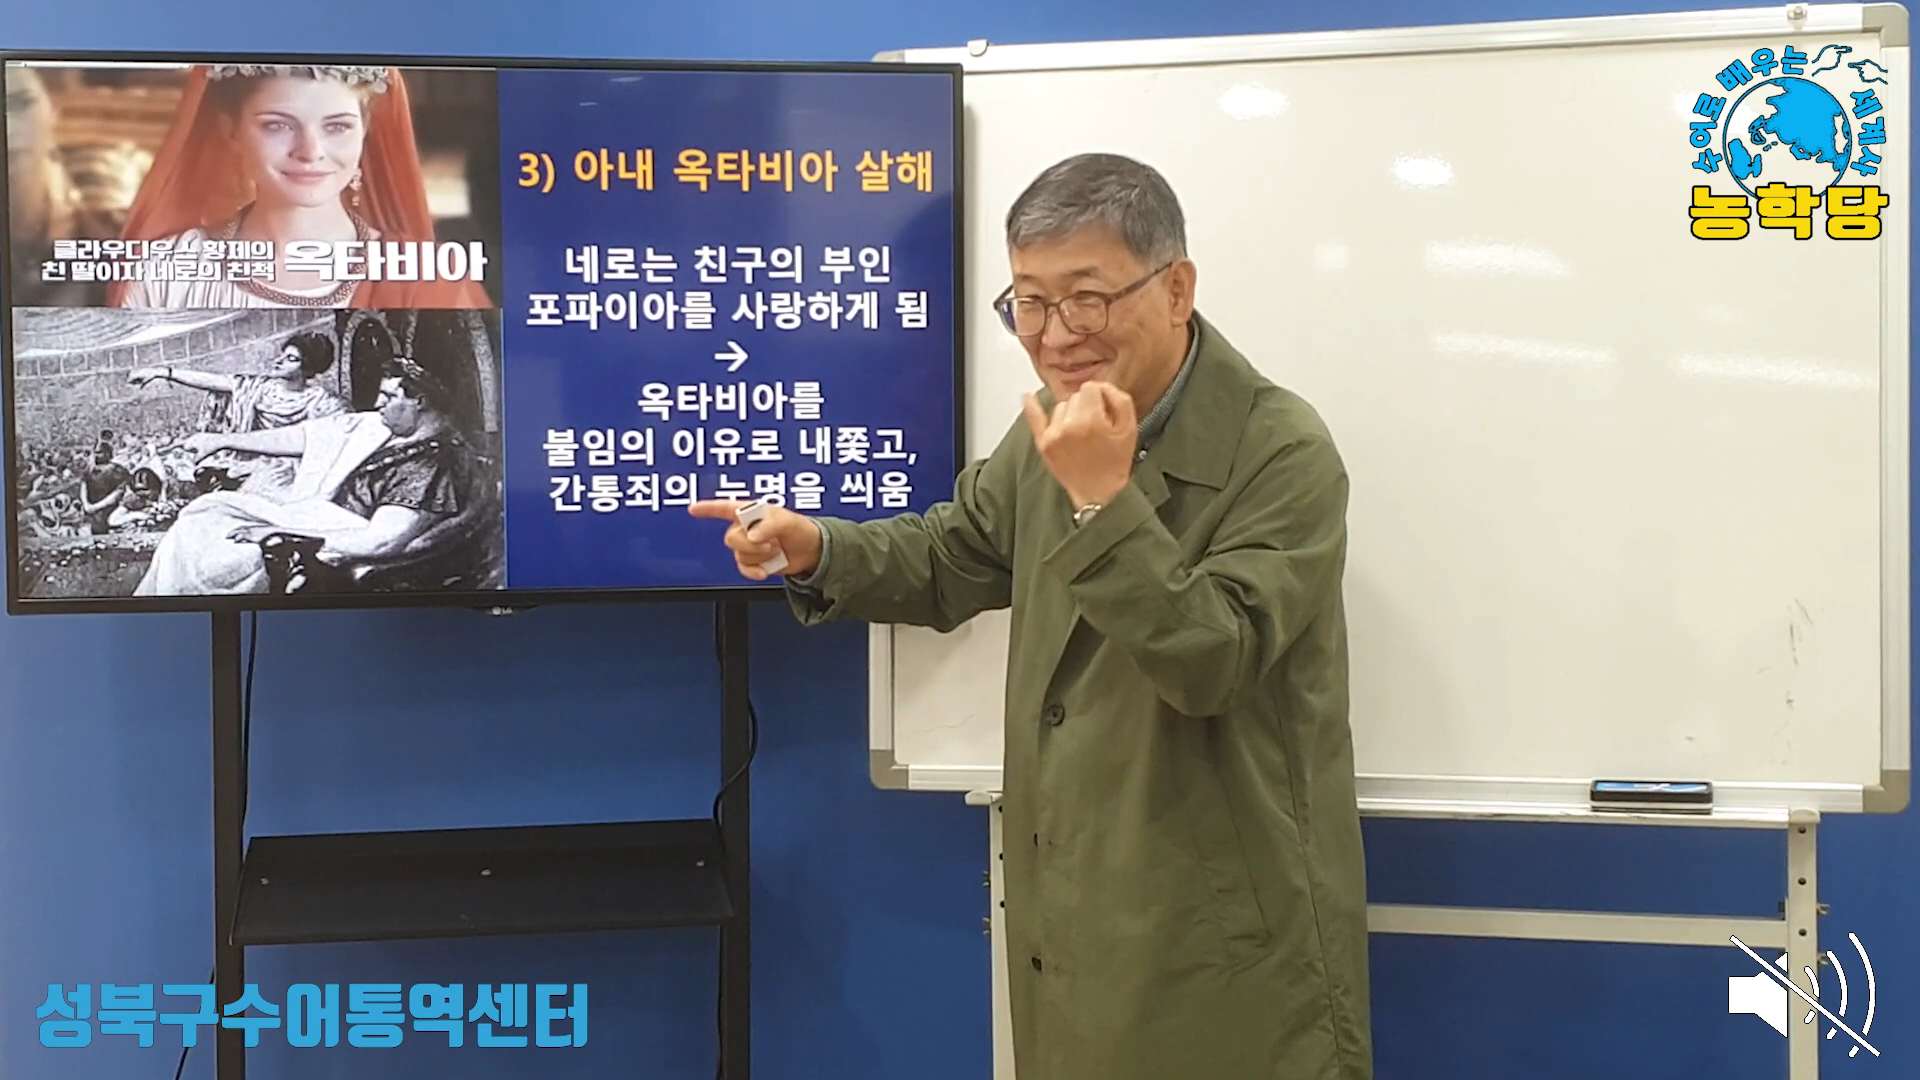 클라우디우스 황제의
친 딸이자 네로의 친척 옥타비아
3) 아내 옥타비아 살해
네로는 친구의 부인
포파이아를 사랑하게 됨
→
옥타비아를
불임의 이유로 내쫓고,
간통죄의 누명을 씌움
수어로 배우는 세계사
농학당
성북구수어통역센터
LG